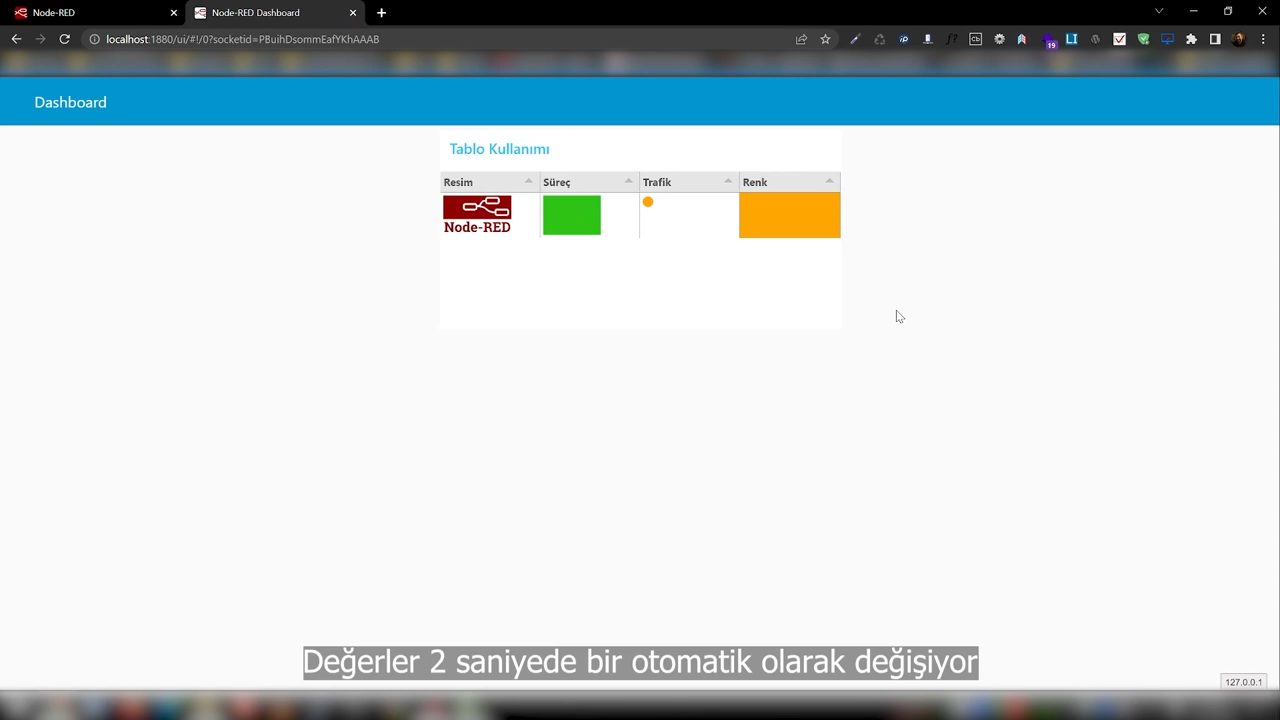 Node-RED
Node-RED Dashboard
localhost:1880/ui/#!/0?socketid=PBuihDsommEafYKhAAAB
19
Dashboard
Tablo Kullanımı
Resim Süreç Trafik Renk
Node-RED
Değerler 2 saniyede bir otomatik olarak değişiyor
127.0.0.1